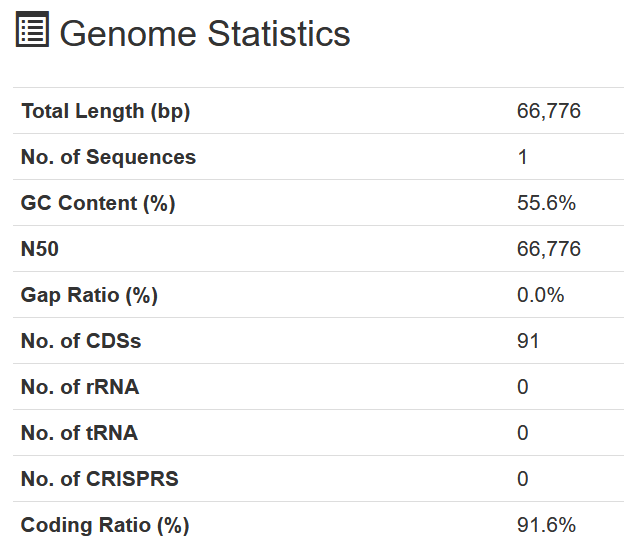 Genome Statistics
Total Length (bp) 66,776
No. of Sequences 1
GC Content (%) 55.6%
N50 66,776
Gap Ratio (%) 0.0%
No. of CDSs 91
No. of rRNA 0
No. of tRNA 0
No. of CRISPRS 0
Coding Ratio (%) 91.6%